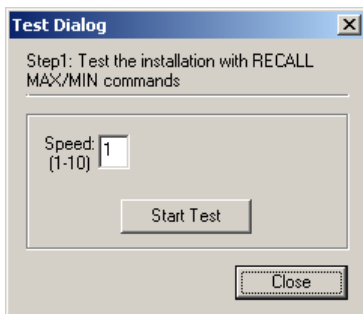 Test Dialog
Step1: Test the installation with RECALL
MAX/MIN commands
Speed: 1
(1-10)
Start Test
Close